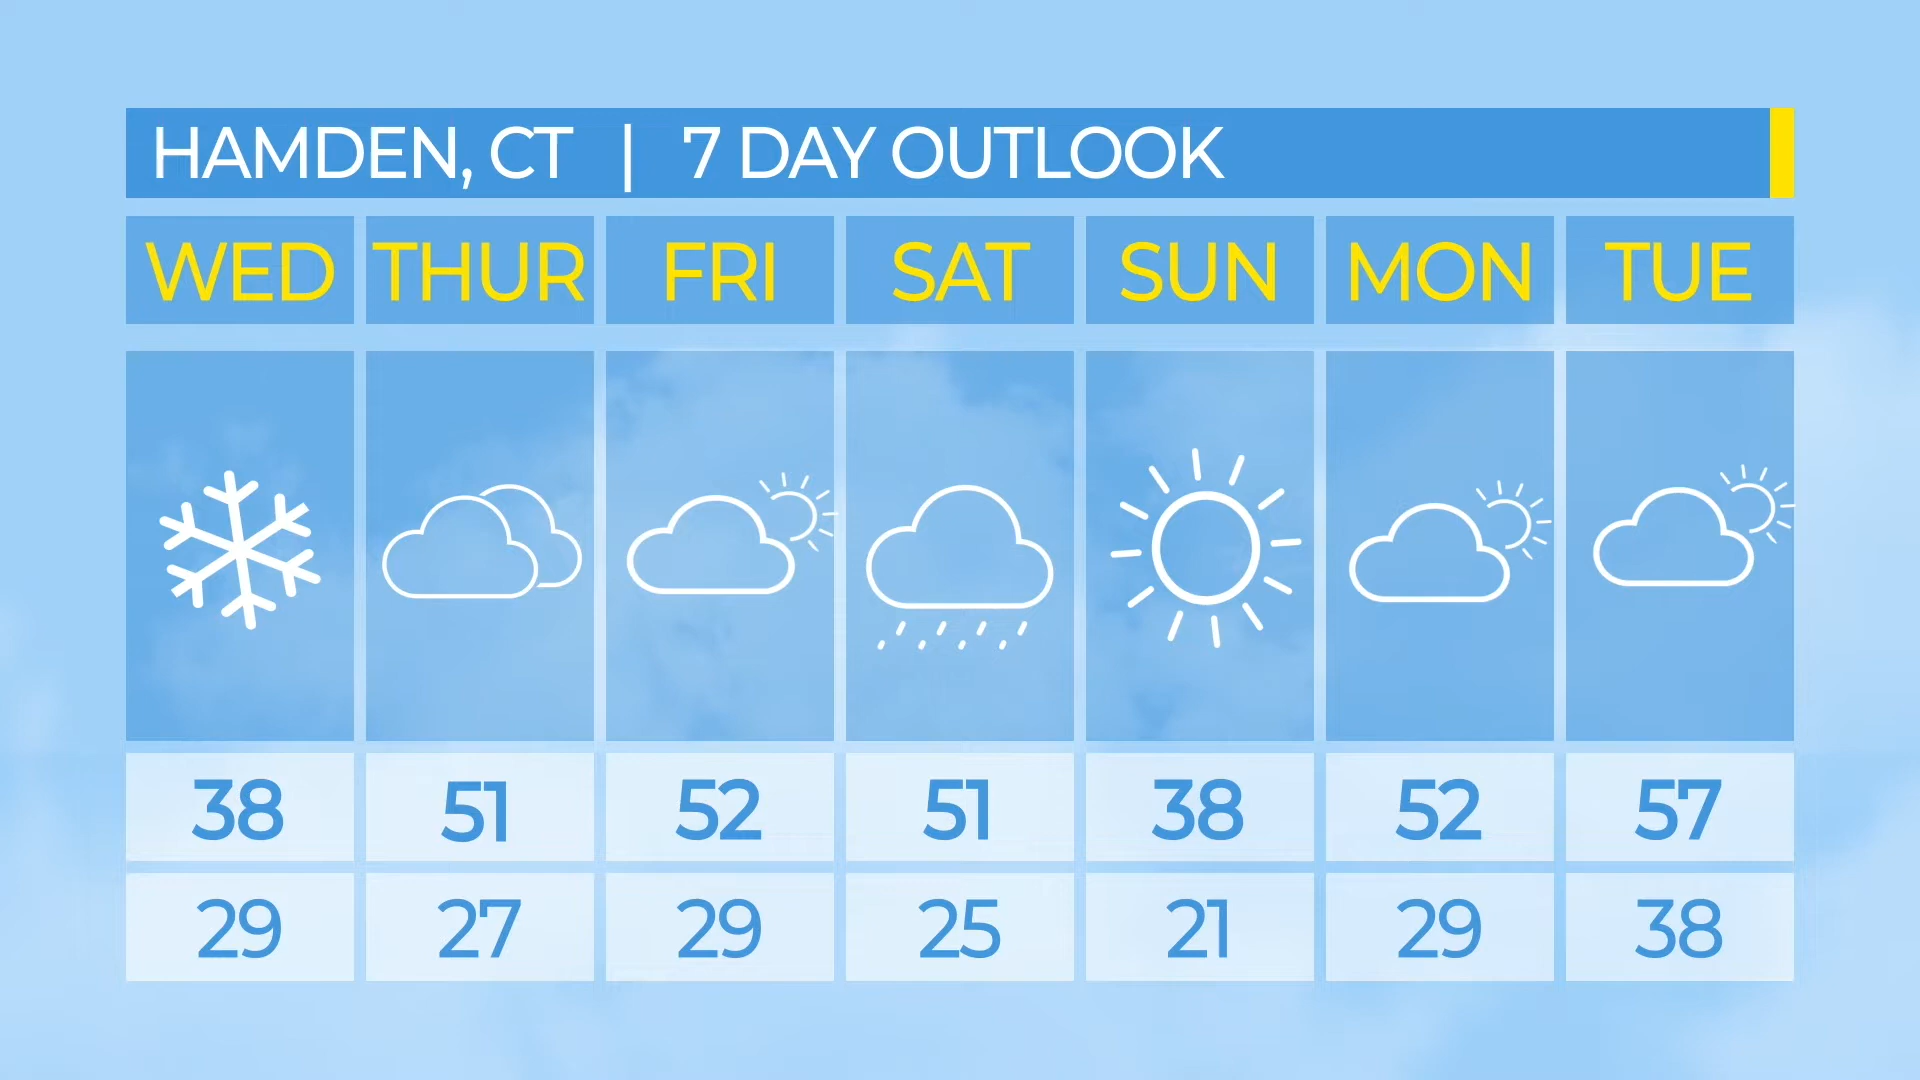 HAMDEN, CT | 7 DAY OUTLOOK
WED THUR FRI SAT SUN MON TUE
38 51 52 51 38 52 57
29 27 29 25 21 29 38